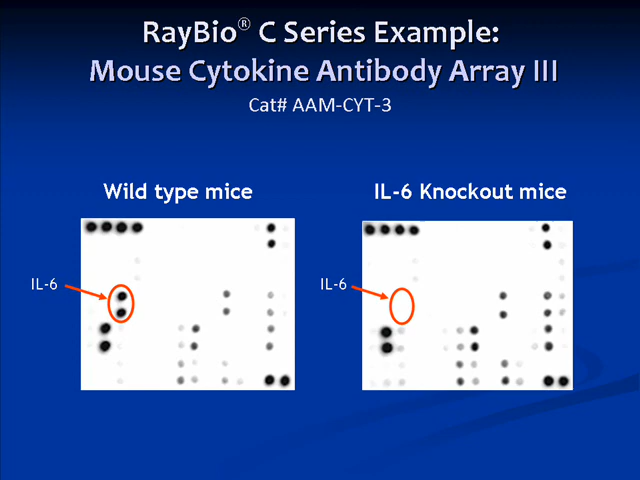 RayBio® C Series Example:
Mouse Cytokine Antibody Array III
Cat# AAM-CYT-3
Wild type mice
IL-6 Knockout mice
IL-6
IL-6